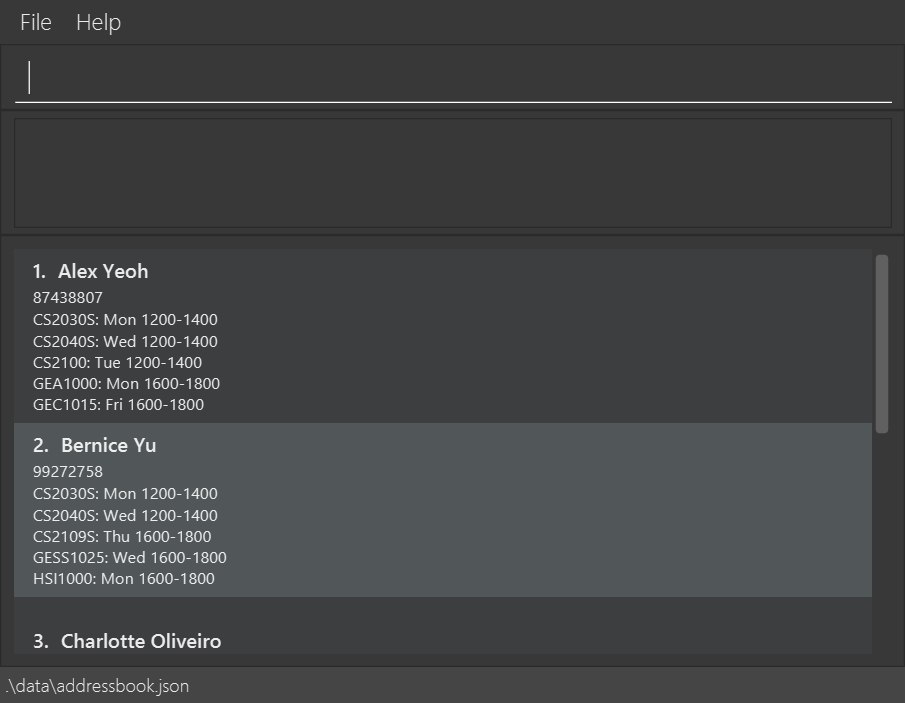 File Help
1. Alex Yeoh
87438807
CS2030S: Mon 1200-1400
CS2040S: Wed 1200-1400
CS2100: Tue 1200-1400
GEA1000: Mon 1600-1800
GEC1015: Fri 1600-1800
2. Bernice Yu
99272758
CS2030S: Mon 1200-1400
CS2040S: Wed 1200-1400
CS2109S: Thu 1600-1800
GESS1025: Wed 1600-1800
HSI1000: Mon 1600-1800
3. Charlotte Oliveiro
.\data\addressbook.json